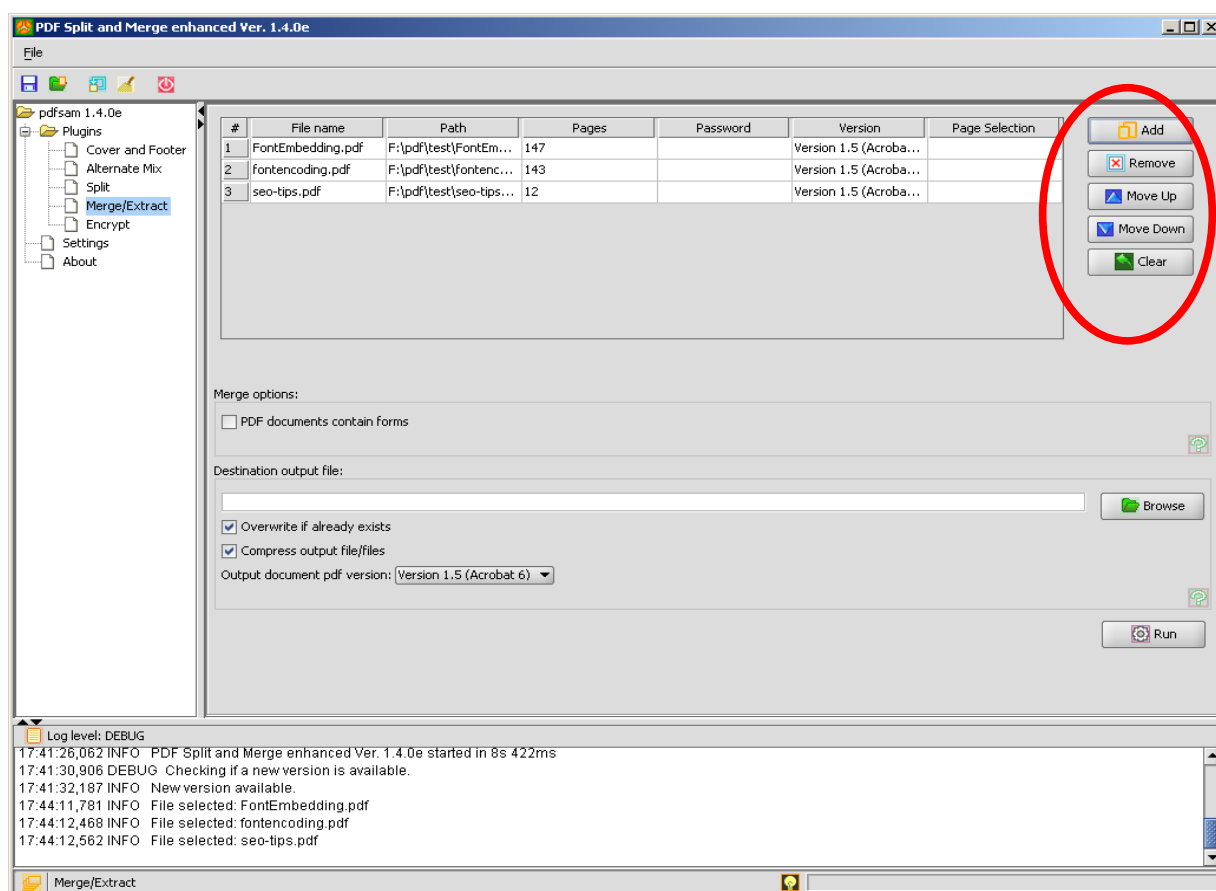 PDF Split and Merge enhanced Ver. 1.4.0e
File
pdfsam 1.4.0e
Plugins
Cover and Footer
Alternate Mix
Split
Merge/Extract
Encrypt
Settings
About
# File name Path Pages Password Version Page Selection
1 FontEmbedding.pdf F:\pdf\test\FontEm... 147 Version 1.5 (Acroba...
2 fontencoding.pdf F:\pdf\test\fontenc... 143 Version 1.5 (Acroba...
3 seo-tips.pdf F:\pdf\test\seo-tips... 12 Version 1.5 (Acroba...
Add
Remove
Move Up
Move Down
Clear
Merge options:
PDF documents contain forms
Destination output file:
Browse
Overwrite if already exists
Compress output file/files
Output document pdf version: Version 1.5 (Acrobat 6)
Run
Log level: DEBUG
17:41:26,062 INFO PDF Split and Merge enhanced Ver. 1.4.0e started in 8s 422ms
17:41:30,906 DEBUG Checking if a new version is available.
17:41:32,187 INFO New version available.
17:44:11,781 INFO File selected: FontEmbedding.pdf
17:44:12,468 INFO File selected: fontencoding.pdf
17:44:12,562 INFO File selected: seo-tips.pdf
Merge/Extract